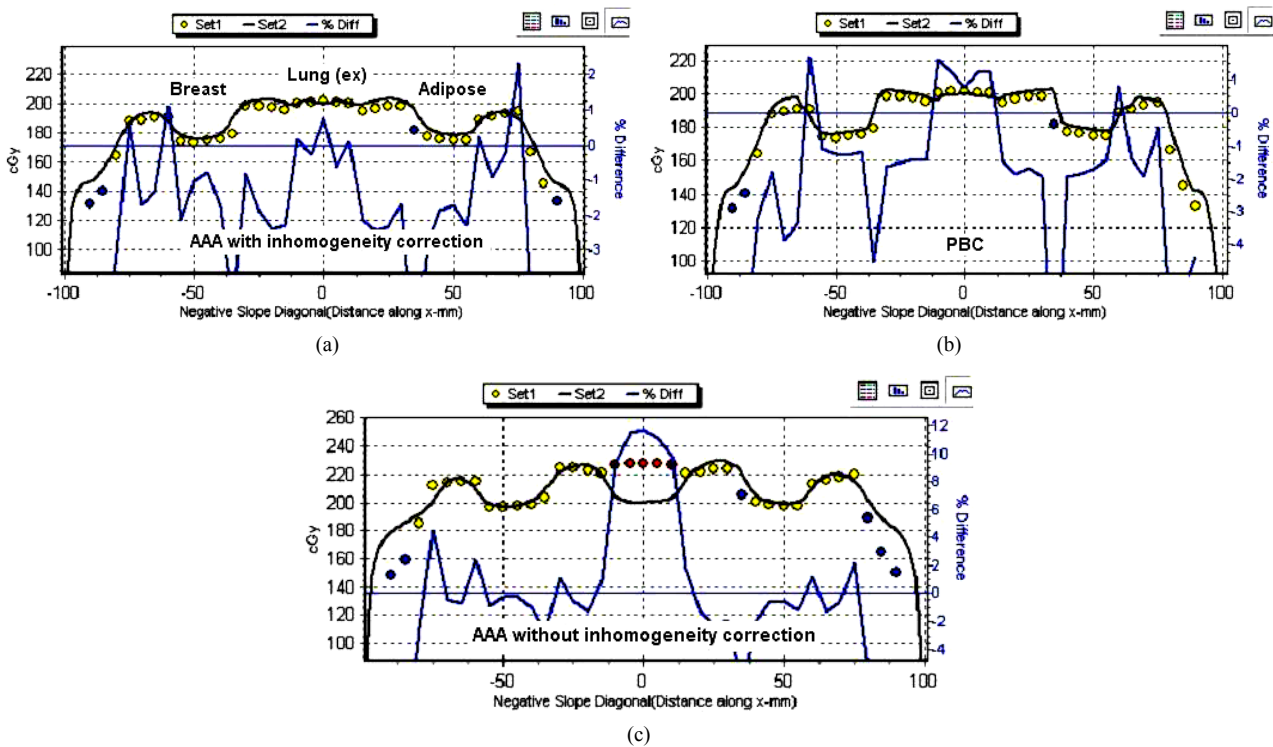 Set1 Set2 % Diff
220
200
180
160
140
120
100
cGy
Breast
Lung (ex)
Adipose
AAA with inhomogeneity correction
2
1
0
-1
-2
-3
% Difference
-100 -50 0 50 100
Negative Slope Diagonal(Distance along x-mm)
(a)
Set1 Set2 % Diff
220
200
180
160
140
120
100
cGy
PBC
1
0
-1
-2
-3
-4
% Difference
-100 -50 0 50 100
Negative Slope Diagonal(Distance along x-mm)
(b)
Set1 Set2 % Diff
260
240
220
200
180
160
140
120
100
cGy
AAA without inhomogeneity correction
12
10
8
6
4
2
0
-2
-4
% Difference
-50 0 50 100
Negative Slope Diagonal(Distance along x-mm)
(c)